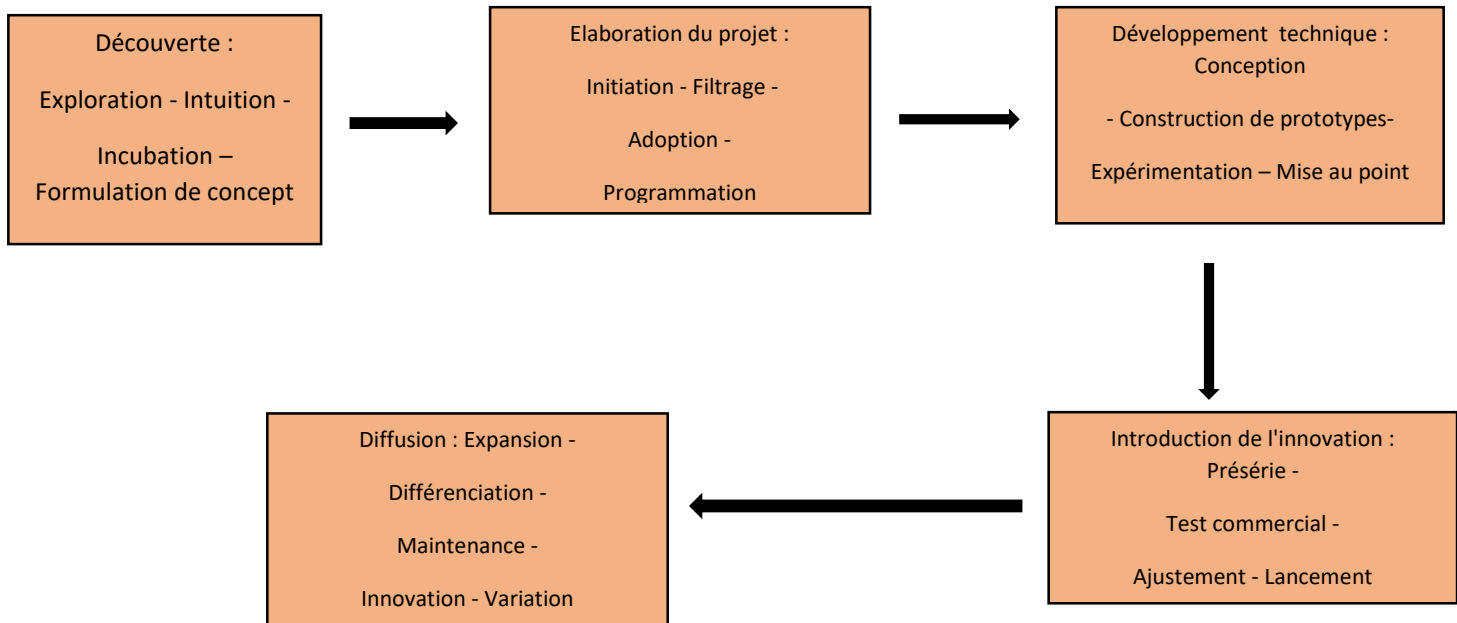 Découverte :
Exploration - Intuition -
Incubation –
Formulation de concept
Elaboration du projet :
Initiation - Filtrage -
Adoption -
Programmation
Développement technique :
Conception
- Construction de prototypes-
Expérimentation – Mise au point
Introduction de l'innovation :
Présérie -
Test commercial -
Ajustement - Lancement
Diffusion : Expansion -
Différenciation -
Maintenance -
Innovation - Variation